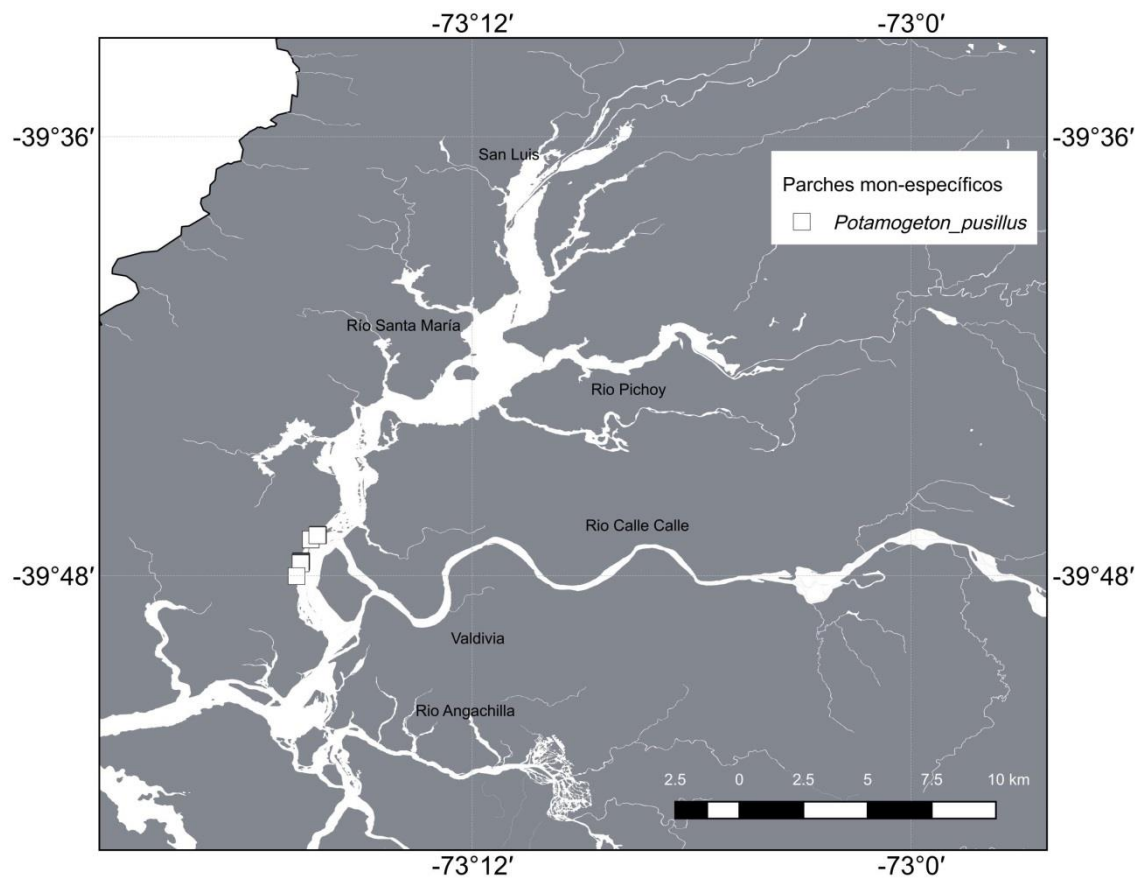 -73°12′
-73°0′
-39°36′
-39°36′
San Luis
Parches mon-específicos
Potamogeton_pusillus
Río Santa María
Rio Pichoy
Rio Calle Calle
-39°48′
-39°48′
Valdivia
Rio Angachilla
2.5 0 2.5 5 7.5 10 km
-73°12′
-73°0′